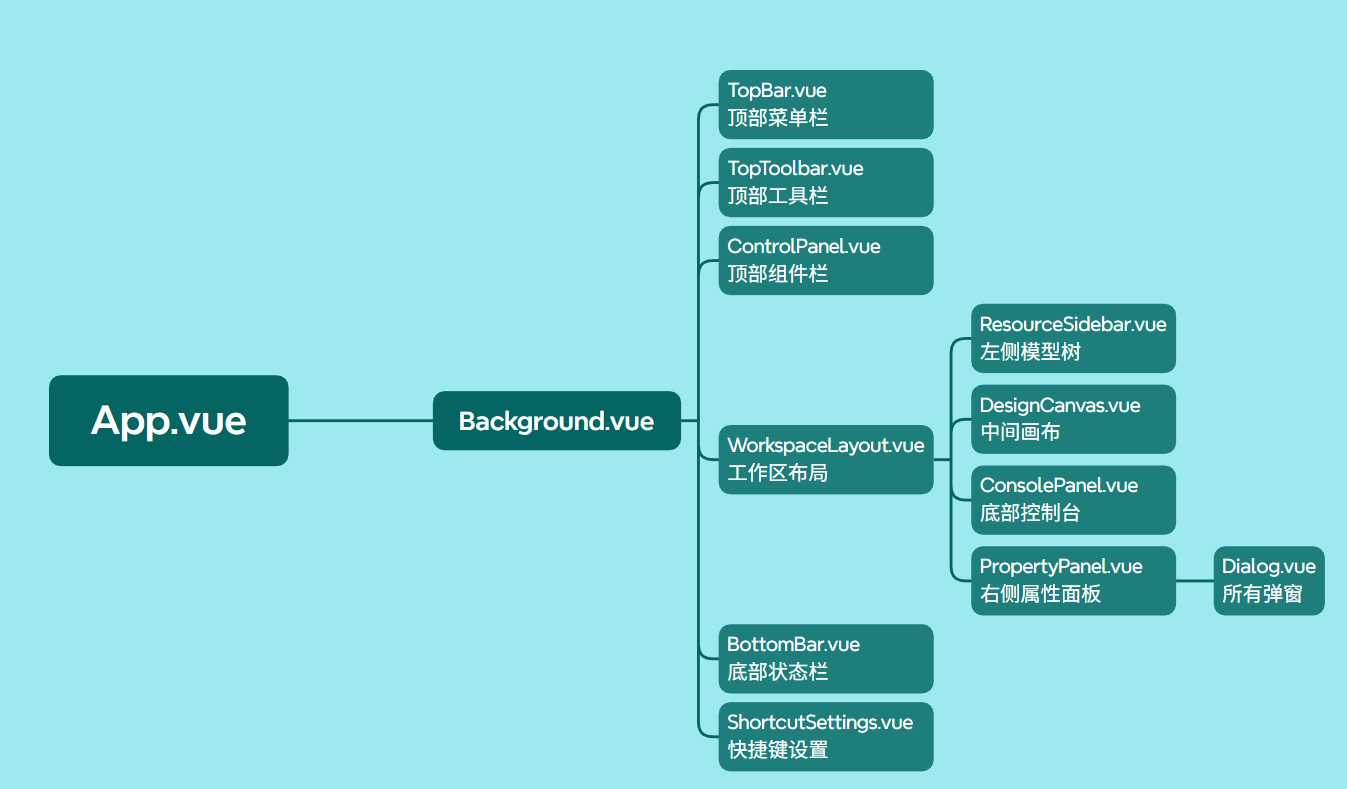 App.vue
Background.vue
TopBar.vue
顶部菜单栏
TopToolbar.vue
顶部工具栏
ControlPanel.vue
顶部组件栏
WorkspaceLayout.vue
工作区布局
ResourceSidebar.vue
左侧模型树
DesignCanvas.vue
中间画布
ConsolePanel.vue
底部控制台
PropertyPanel.vue
右侧属性面板
Dialog.vue
所有弹窗
BottomBar.vue
底部状态栏
ShortcutSettings.vue
快捷键设置